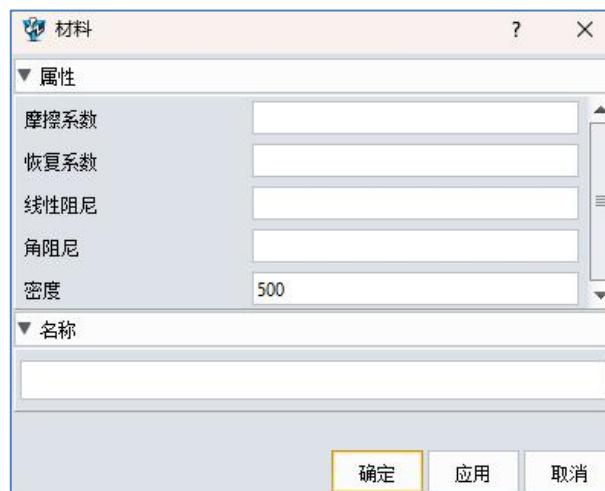 材料
属性
摩擦系数
恢复系数
线性阻尼
角阻尼
密度 500
名称
确定 应用 取消